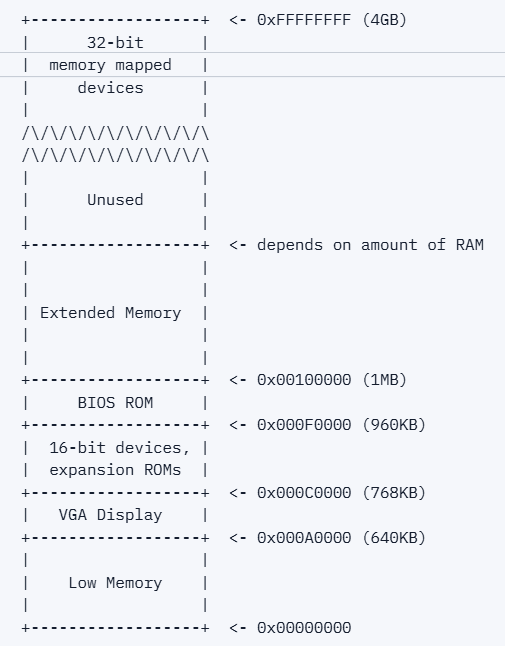 +------------------+  <- 0xFFFFFFFF (4GB)
|      32-bit      |
|  memory mapped   |
|     devices      |
|                  |
/\/\/\/\/\/\/\/\/\/\
/\/\/\/\/\/\/\/\/\/\
|                  |
|      Unused      |
|                  |
+------------------+  <- depends on amount of RAM
|                  |
|                  |
| Extended Memory  |
|                  |
|                  |
+------------------+  <- 0x00100000 (1MB)
|     BIOS ROM     |
+------------------+  <- 0x000F0000 (960KB)
|  16-bit devices, |
|  expansion ROMs  |
+------------------+  <- 0x000C0000 (768KB)
|   VGA Display    |
+------------------+  <- 0x000A0000 (640KB)
|                  |
|    Low Memory    |
|                  |
+------------------+  <- 0x00000000